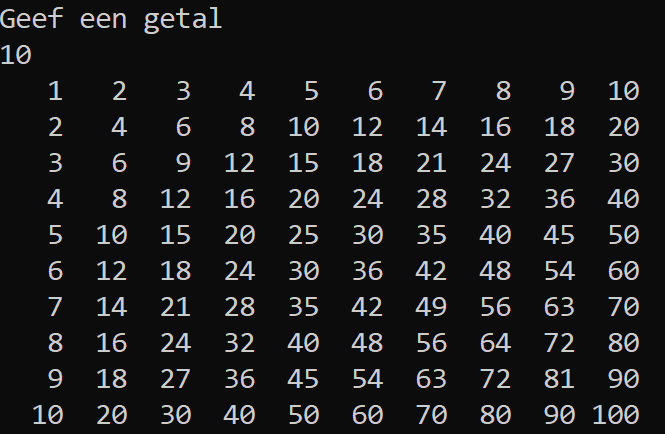 Geef een getal
10
   1   2   3   4   5   6   7   8   9  10
   2   4   6   8  10  12  14  16  18  20
   3   6   9  12  15  18  21  24  27  30
   4   8  12  16  20  24  28  32  36  40
   5  10  15  20  25  30  35  40  45  50
   6  12  18  24  30  36  42  48  54  60
   7  14  21  28  35  42  49  56  63  70
   8  16  24  32  40  48  56  64  72  80
   9  18  27  36  45  54  63  72  81  90
  10  20  30  40  50  60  70  80  90 100